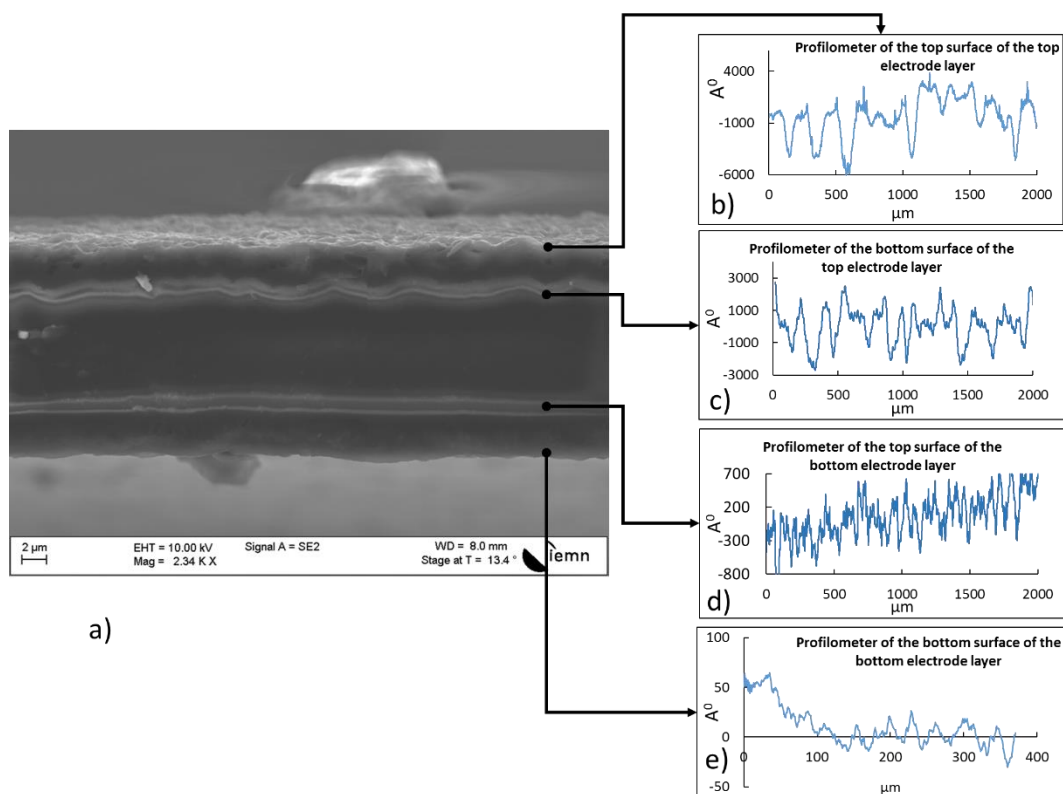 2 µm
EHT = 10.00 kV
Mag = 2.34 K X
Signal A = SE2
WD = 8.0 mm
Stage at T = 13.4 °
iemn
a)
Profilometer of the top surface of the top
electrode layer
A⁰
4000
-1000
-6000
0 500 1000 1500 2000
µm
b)
Profilometer of the bottom surface of the
top electrode layer
A⁰
3000
1000
-1000
-3000
0 500 1000 1500 2000
µm
c)
Profilometer of the top surface of the
bottom electrode layer
A⁰
700
200
-300
-800
0 500 1000 1500 2000
µm
d)
Profilometer of the bottom surface of the
bottom electrode layer
A⁰
100
50
0
-50
0 100 200 300 400
µm
e)